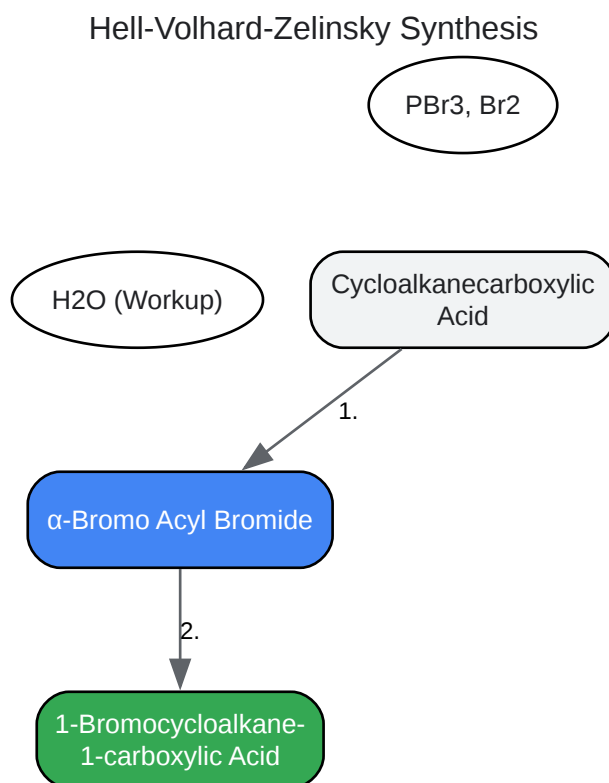 Hell-Volhard-Zelinsky Synthesis
PBr3, Br2
H2O (Workup)
Cycloalkanecarboxylic
Acid
1.
α-Bromo Acyl Bromide
2.
1-Bromocycloalkane-
1-carboxylic Acid